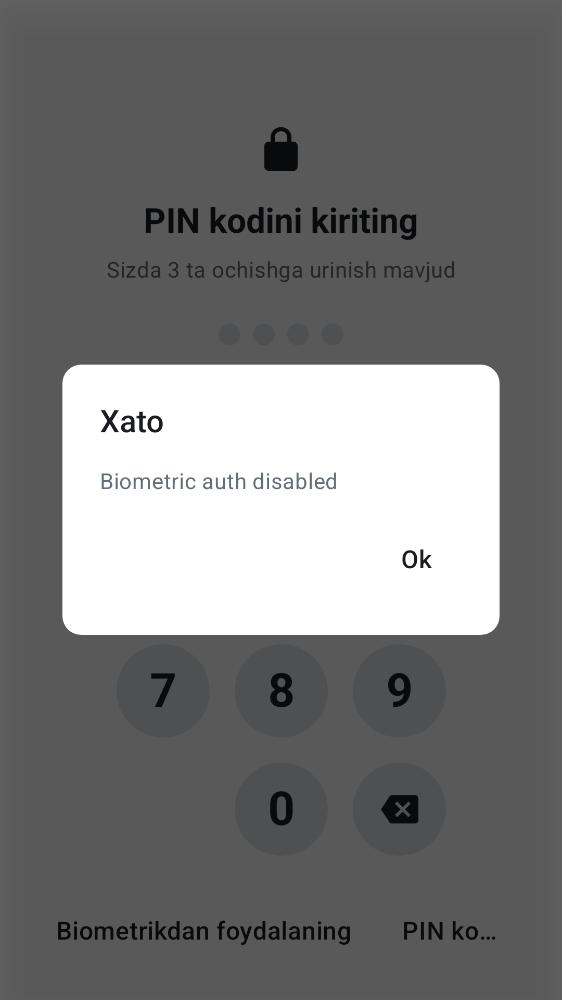 PIN kodini kiriting
Sizda 3 ta ochishga urinish mavjud
Xato
Biometric auth disabled
Ok
7 8 9
0
Biometrikdan foydalaning PIN ko...